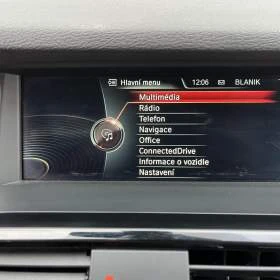 Hlavní menu 12:06 BLANIK
Multimédia
Rádio
Telefon
Navigace
Office
ConnectedDrive
Informace o vozidle
Nastavení